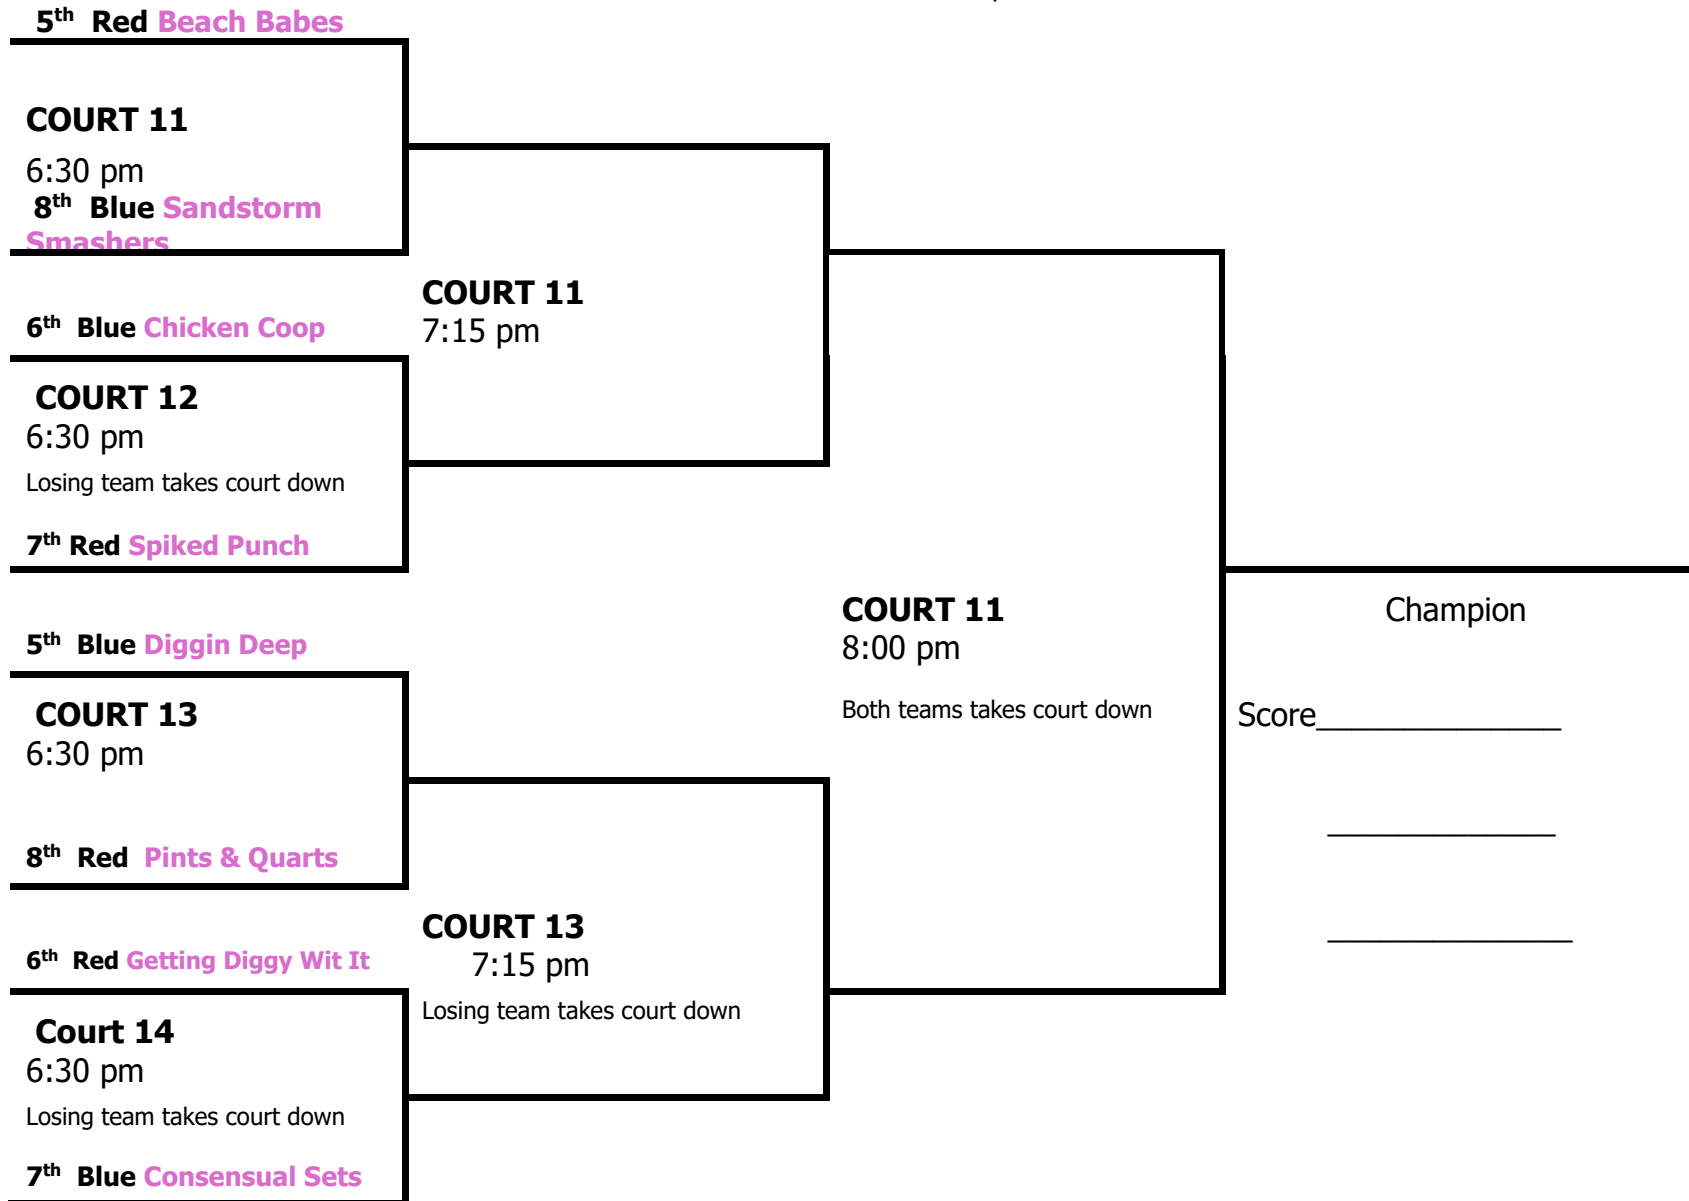 5th Red Beach Babes
COURT 11
6:30 pm
8th Blue Sandstorm
Smashers
6th Blue Chicken Coop
COURT 12
6:30 pm
Losing team takes court down
7th Red Spiked Punch
5th Blue Diggin Deep
COURT 13
6:30 pm
8th Red Pints & Quarts
6th Red Getting Diggy Wit It
Court 14
6:30 pm
Losing team takes court down
7th Blue Consensual Sets
COURT 11
7:15 pm
COURT 13
7:15 pm
Losing team takes court down
COURT 11
8:00 pm
Both teams takes court down
Champion
Score______________
_____________
______________